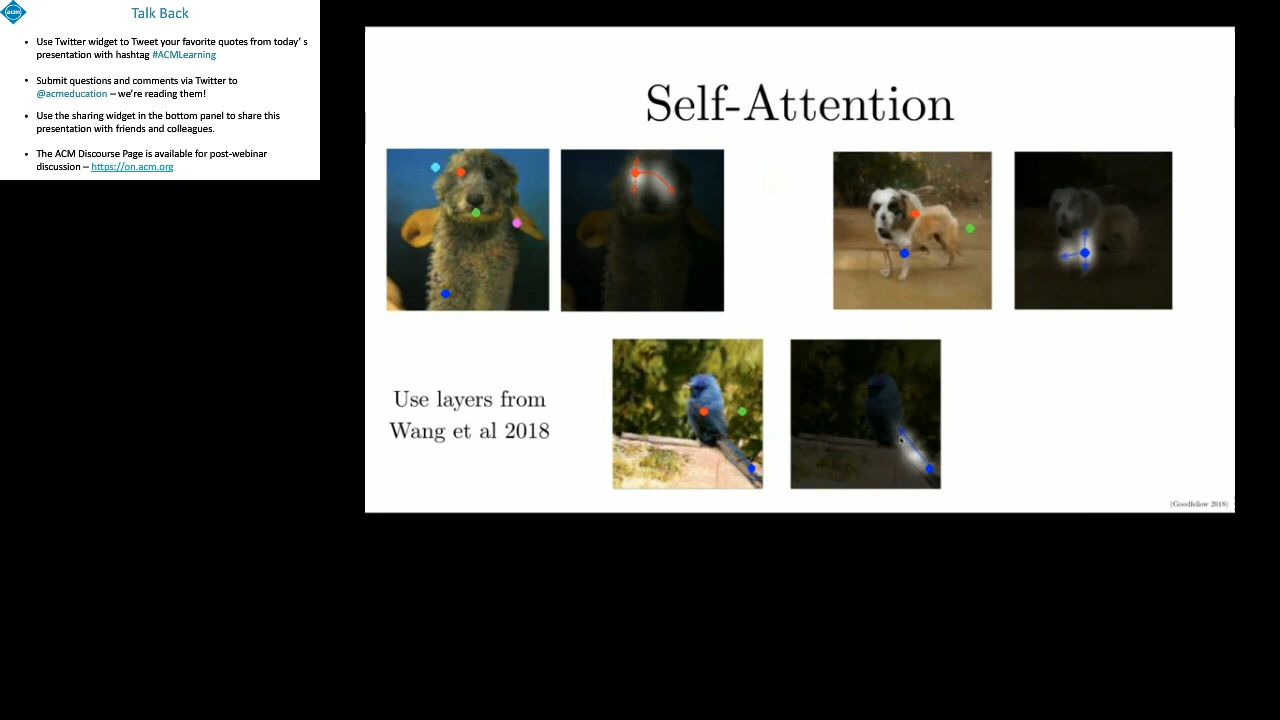 acm
Talk Back
• Use Twitter widget to Tweet your favorite quotes from today' s
presentation with hashtag #ACMLearning
• Submit questions and comments via Twitter to
@acmeducation – we're reading them!
• Use the sharing widget in the bottom panel to share this
presentation with friends and colleagues.
• The ACM Discourse Page is available for post-webinar
discussion – https://on.acm.org
Self-Attention
Use layers from
Wang et al 2018
(Goodfellow 2018)